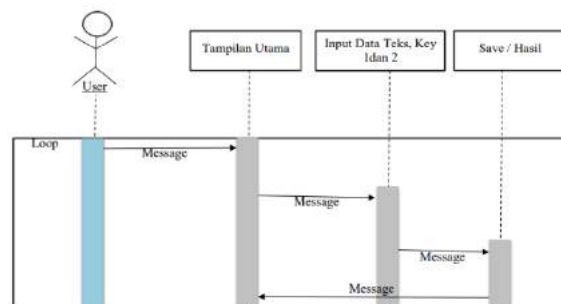 User
Tampilan Utama
Input Data Teks, Key
1dan 2
Save / Hasil
Loop
Message
Message
Message
Message